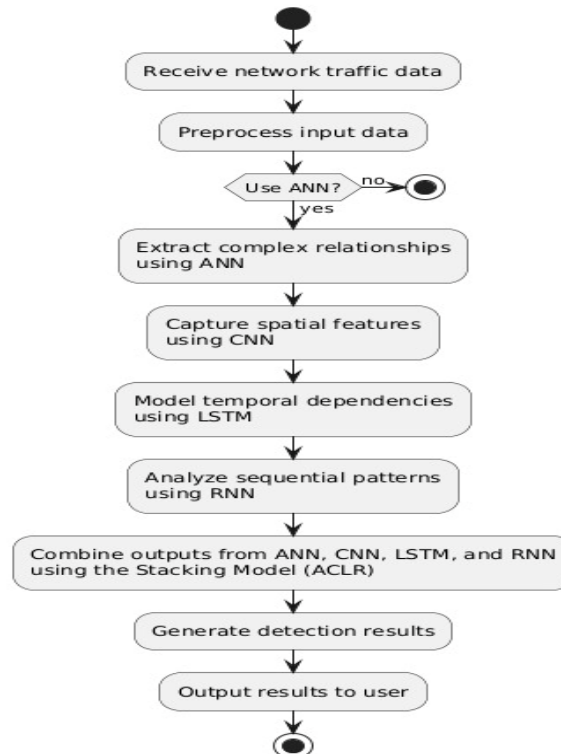 Receive network traffic data
Preprocess input data
Use ANN?
no
yes
Extract complex relationships
using ANN
Capture spatial features
using CNN
Model temporal dependencies
using LSTM
Analyze sequential patterns
using RNN
Combine outputs from ANN, CNN, LSTM, and RNN
using the Stacking Model (ACLR)
Generate detection results
Output results to user